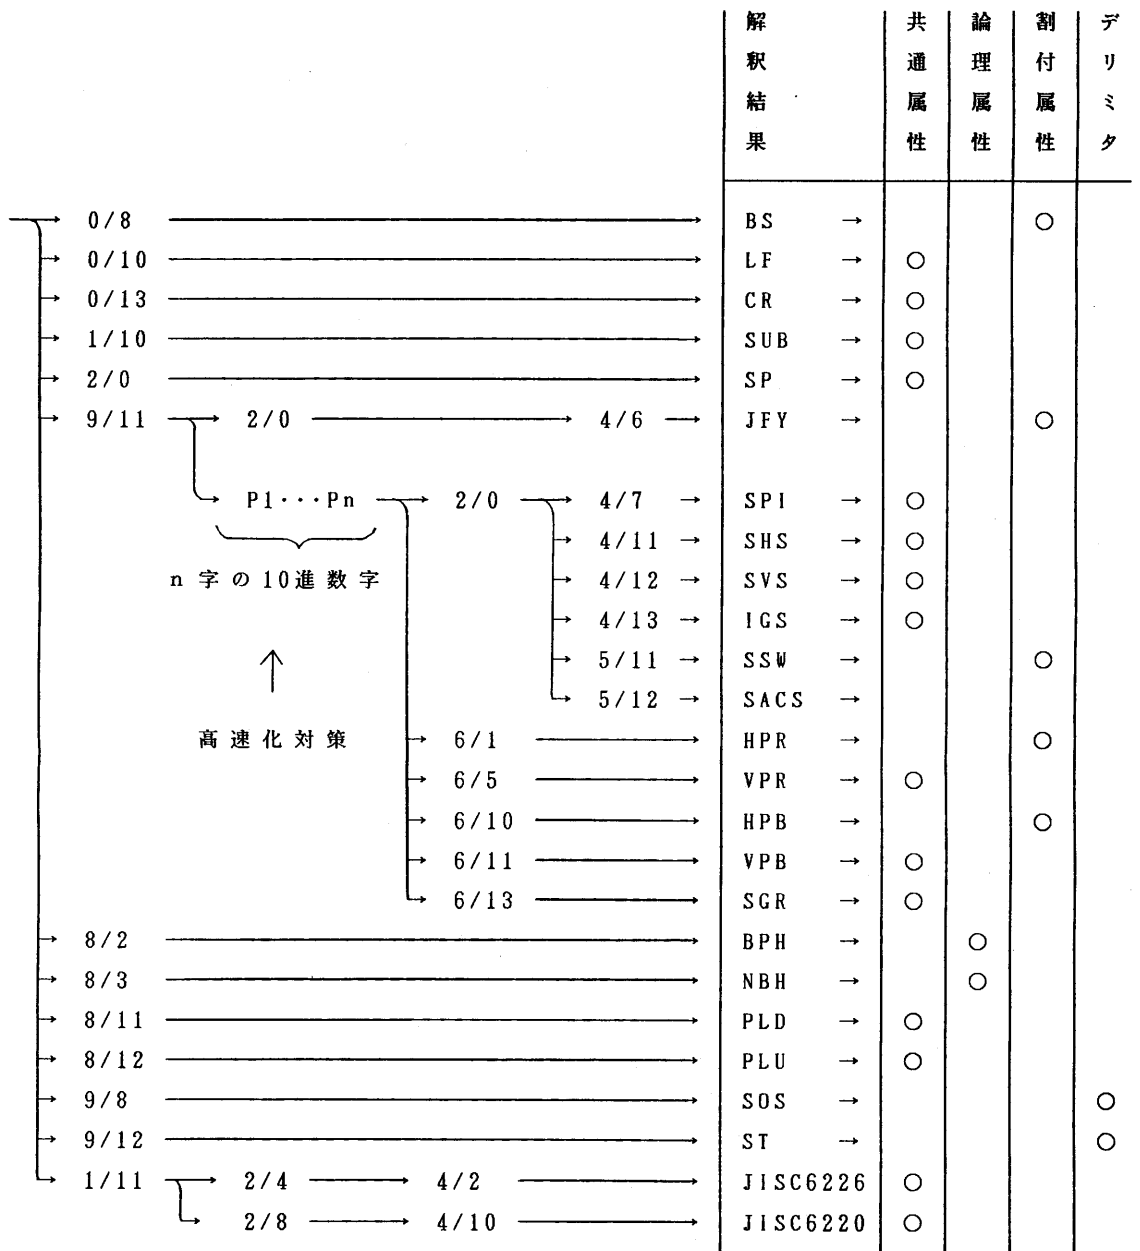 解釈結果 共通属性 論理属性 割付属性 デリミタ
→ 0/8 → BS → ○
→ 0/10 → LF → ○
→ 0/13 → CR → ○
→ 1/10 → SUB → ○
→ 2/0 → SP → ○
→ 9/11 → 2/0 → 4/6 → JFY → ○
→ P1···Pn → 2/0 → 4/7 → SPI → ○
→ 4/11 → SHS → ○
n字の10進数字 → 4/12 → SVS → ○
→ 4/13 → IGS → ○
↑ → 5/11 → SSW → ○
→ 5/12 → SACS →
高速化対策 → 6/1 → HPR → ○
→ 6/5 → VPR → ○
→ 6/10 → HPB → ○
→ 6/11 → VPB → ○
→ 6/13 → SGR → ○
→ 8/2 → BPH → ○
→ 8/3 → NBH → ○
→ 8/11 → PLD → ○
→ 8/12 → PLU → ○
→ 9/8 → SOS → ○
→ 9/12 → ST → ○
→ 1/11 → 2/4 → 4/2 → JISC6226 ○
→ 2/8 → 4/10 → JISC6220 ○